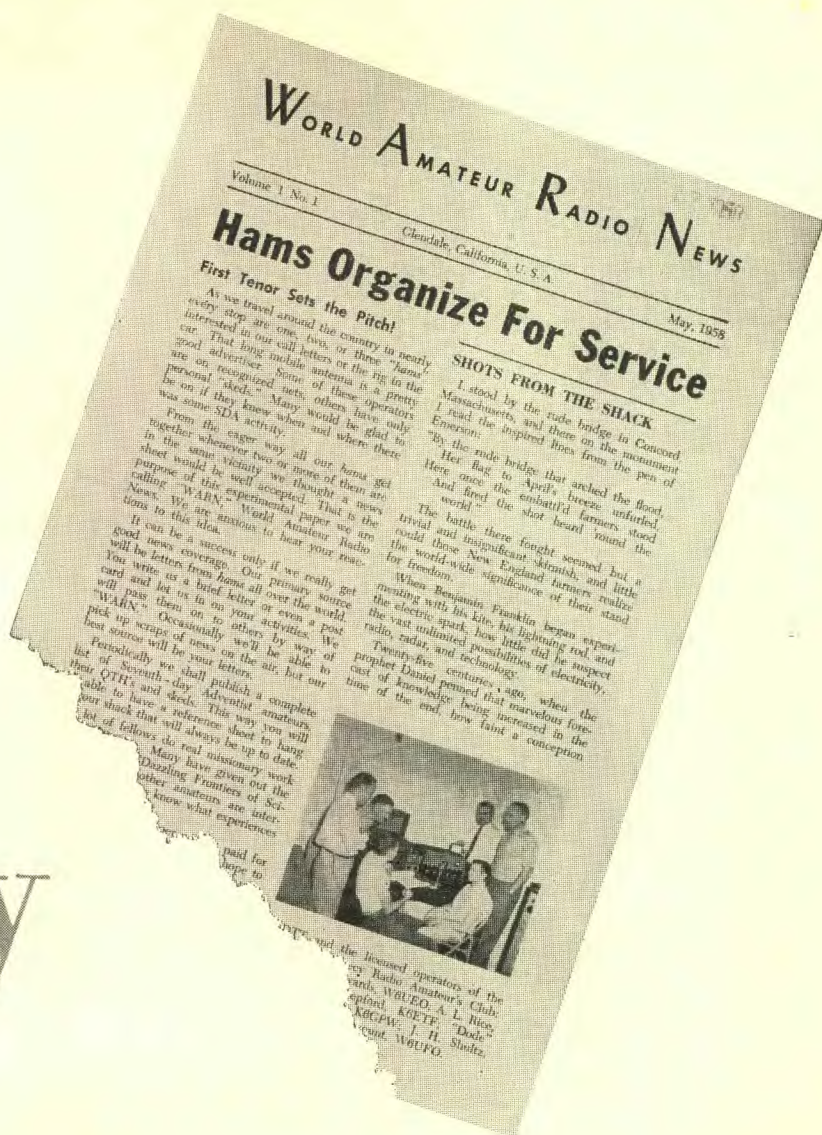 WORLD AMATEUR RADIO NEWS
Volume 1 No. 1
Glendale, California, U. S. A.
May, 1958
Hams Organize For Service
First Tenor Sets the Pitch!
As we travel around the country in nearly
every stop are one, two, or three "hams",
interested in our call letters or the rig in the
car. That long mobile antenna is a pretty
good advertiser. Some of these operators
are on recognized nets, others have only
personal "skeds." Many would be glad to
be on if they knew when and where there
was some SDA activity.
From the eager way all our hams get
together whenever two or more of them are
in the same vicinity we thought a news
sheet would be well accepted. That is the
purpose of this experimental paper we are
calling "WARN," World Amateur Radio
News. We are anxious to hear your reac-
tions to this idea.
It can be a success only if we really get
good news coverage. Our primary source
will be letters from hams all over the world.
You write us a brief letter or even a post
card and let us in on your activities. We
will pass them on to others by way of
"WARN." Occasionally we'll be able to
pick up scraps of news on the air, but our
best source will be your letters.
Periodically we shall publish a complete
list of Seventh-day Adventist amateurs,
their QTH's and skeds. This way you will
able to have a reference sheet to hang
our shack that will always be up to date.
lot of fellows do real missionary work
Many have given out the
Dazzling Frontiers of Sci-
other amateurs are inter-
know what experiences
paid for
hope to
SHOTS FROM THE SHACK
I stood by the rude bridge in Concord
Massachusetts, and there on the monument
I read the inspired lines from the pen of
Emerson:
"By the rude bridge that arched the flood,
Her flag to April's breeze unfurled,
Here once the embattl'd farmers stood
And fired the shot heard 'round the
world."
The battle there fought seemed but a
trivial and insignificant skirmish, and little
could those New England farmers realize
the world-wide significance of their stand
for freedom.
When Benjamin Franklin began experi-
menting with his kite, his lightning rod, and
the electric spark, how little did he suspect
the vast unlimited possibilities of electricity,
radio, radar, and technology.
Twenty-five centuries ago, when the
prophet Daniel penned that marvelous fore-
cast of knowledge being increased in the
time of the end, how faint a conception
and the licensed operators of the
cy Radio Amateur's Club:
ards, W6UEO, A. L. Rice,
epford, K6ETF, "Dode"
K6GPW, J. H. Shultz,
ount, W6UFO.